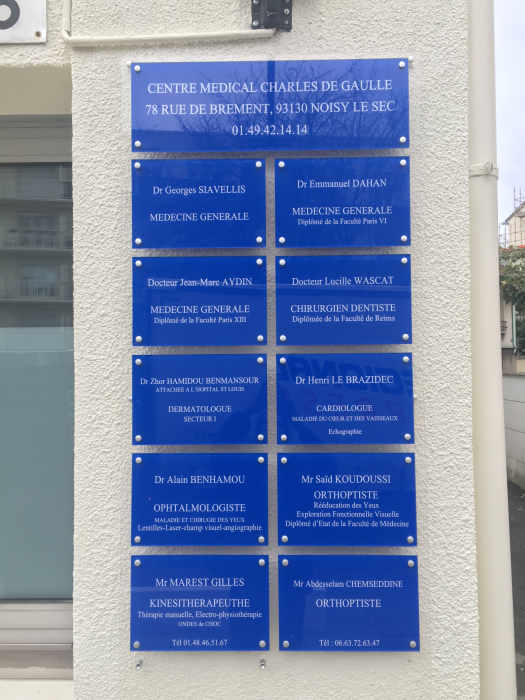 CENTRE MEDICAL CHARLES DE GAULLE
78 RUE DE BREMENT, 93130 NOISY LE SEC
01.49.42.14.14
Dr Georges SIAVELLIS
MEDECINE GENERALE
Dr Emmanuel DAHAN
MEDECINE GENERALE
Diplômé de la Faculté Paris VI
Docteur Jean-Marc AYDIN
MEDECINE GENERALE
Diplômé de la Faculté Paris XIII
Docteur Lucille WASCAT
CHIRURGIEN DENTISTE
Diplômée de la Faculté de Reims
Dr Zhor HAMIDOU BENMANSOUR
ATTACHEE A L'HOPITAL ST LOUIS
DERMATOLOGUE
SECTEUR I
Dr Henri LE BRAZIDEC
CARDIOLOGUE
MALADIE DU CŒUR ET DES VAISSEAUX
Echographie
Dr Alain BENHAMOU
OPHTALMOLOGISTE
MALADIE ET CHIRUGIE DES YEUX
Lentilles-Laser-champ visuel-angiographie
Mr Saïd KOUDOUSSI
ORTHOPTISTE
Rééducation des Yeux
Exploration Fonctionnelle Visuelle
Diplômé d'Etat de la Faculté de Médecine
Mr MAREST GILLES
KINESITHERAPEUTHE
Thérapie manuelle, Electro-physiothérapie
ONDES de CHOC
Tél 01.48.46.51.67
Mr Abdesselam CHEMSEDDINE
ORTHOPTISTE
Tél : 06.63.72.63.47